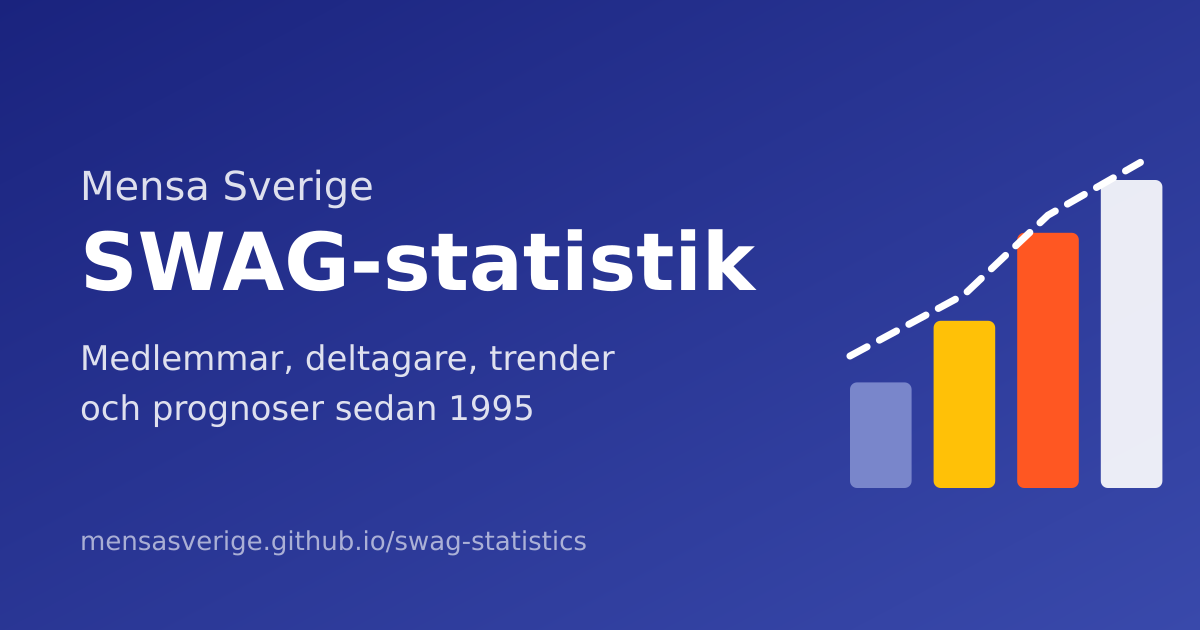 Mensa Sverige
SWAG-statistik
Medlemmar, deltagare, trender
och prognoser sedan 1995
mensasverige.github.io/swag-statistics